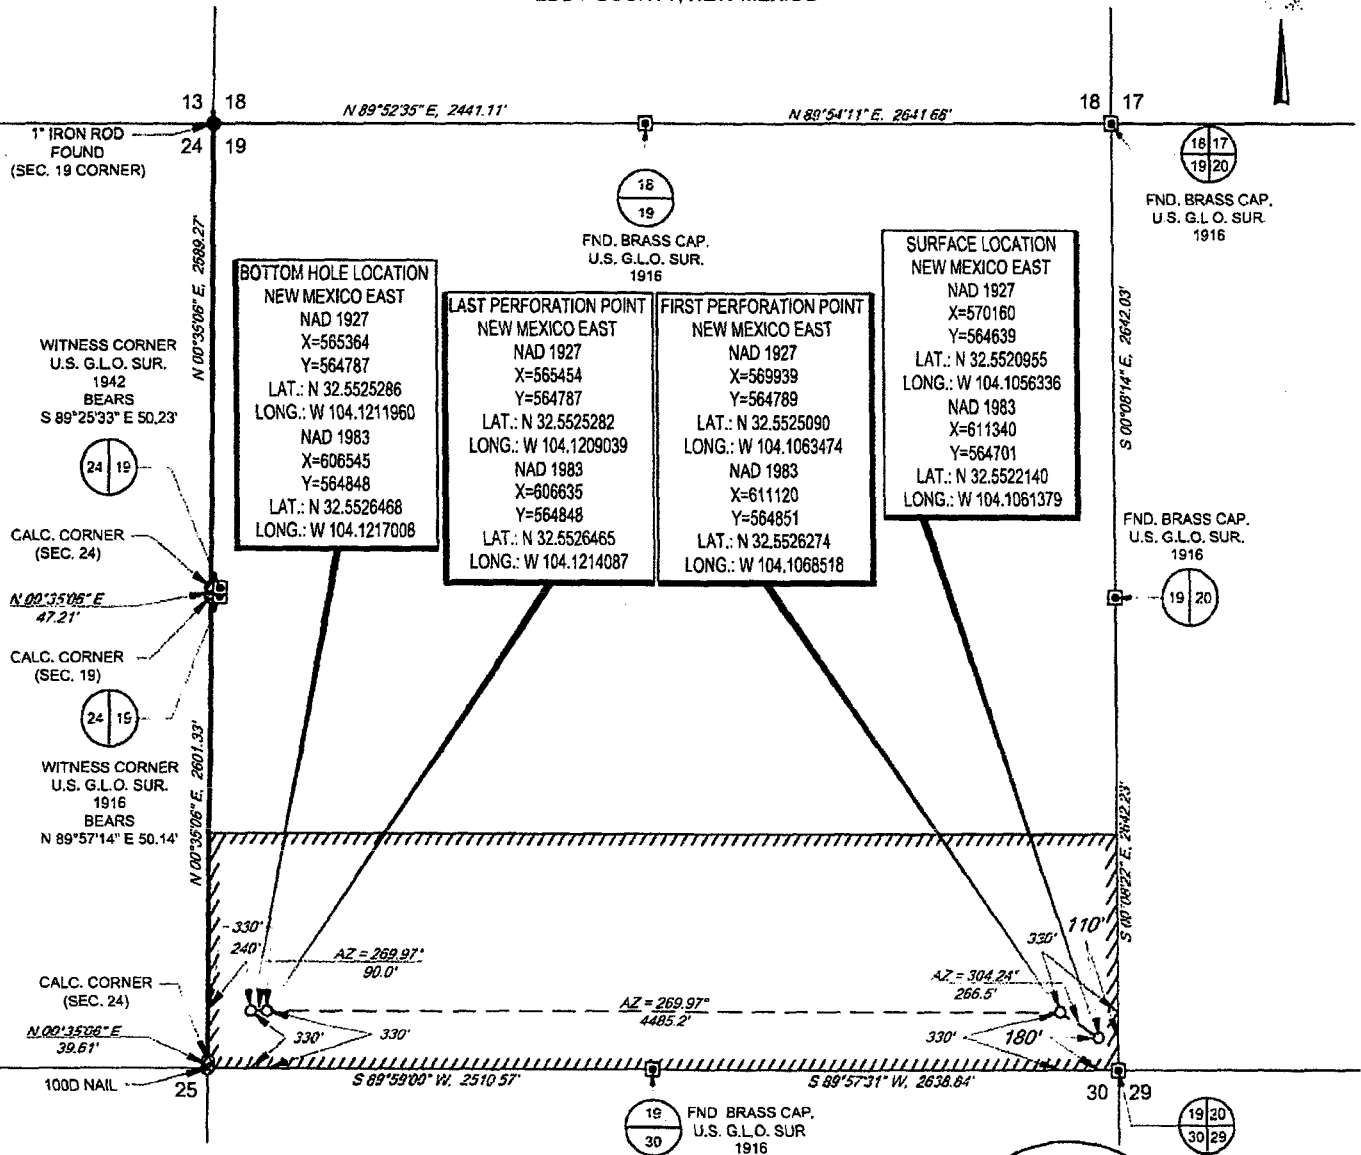 13 18
N 89°52'35" E, 2441.11'
N 89°54'11" E, 2641.66'
18 17
1" IRON ROD
FOUND
(SEC. 19 CORNER)
24 19
18 17
19 20
FND. BRASS CAP.
U.S. G.L.O. SUR.
1916
18
19
FND. BRASS CAP.
U.S. G.L.O. SUR.
1916
N 00°35'06" E, 2589.27'
S 00°08'14" E, 2642.03'
BOTTOM HOLE LOCATION
NEW MEXICO EAST
NAD 1927
X=565364
Y=564787
LAT.: N 32.5525286
LONG.: W 104.1211960
NAD 1983
X=606545
Y=564848
LAT.: N 32.5526468
LONG.: W 104.1217008
LAST PERFORATION POINT
NEW MEXICO EAST
NAD 1927
X=565454
Y=564787
LAT.: N 32.5525282
LONG.: W 104.1209039
NAD 1983
X=606635
Y=564848
LAT.: N 32.5526465
LONG.: W 104.1214087
FIRST PERFORATION POINT
NEW MEXICO EAST
NAD 1927
X=569939
Y=564789
LAT.: N 32.5525090
LONG.: W 104.1063474
NAD 1983
X=611120
Y=564851
LAT.: N 32.5526274
LONG.: W 104.1068518
SURFACE LOCATION
NEW MEXICO EAST
NAD 1927
X=570160
Y=564639
LAT.: N 32.5520955
LONG.: W 104.1056336
NAD 1983
X=611340
Y=564701
LAT.: N 32.5522140
LONG.: W 104.1061379
WITNESS CORNER
U.S. G.L.O. SUR.
1942
BEARS
S 89°25'33" E 50.23'
24 19
CALC. CORNER
(SEC. 24)
N 00°35'06" E
47.21'
CALC. CORNER
(SEC. 19)
24 19
WITNESS CORNER
U.S. G.L.O. SUR.
1916
BEARS
N 89°57'14" E 50.14'
FND. BRASS CAP.
U.S. G.L.O. SUR.
1916
19 20
N 00°35'06" E, 2601.33'
S 00°08'22" E, 2642.23'
330'
240'
AZ = 269.97°
90.0'
330'
110'
AZ = 304.24°
266.5'
AZ = 269.97°
4485.2'
330'
330'
330'
180'
CALC. CORNER
(SEC. 24)
N 00°35'06" E
39.61'
100D NAIL
25
S 89°59'00" W, 2510.57'
S 89°57'31" W, 2638.64'
30 29
19
30
FND BRASS CAP.
U.S. G.L.O. SUR
1916
19 20
30 29